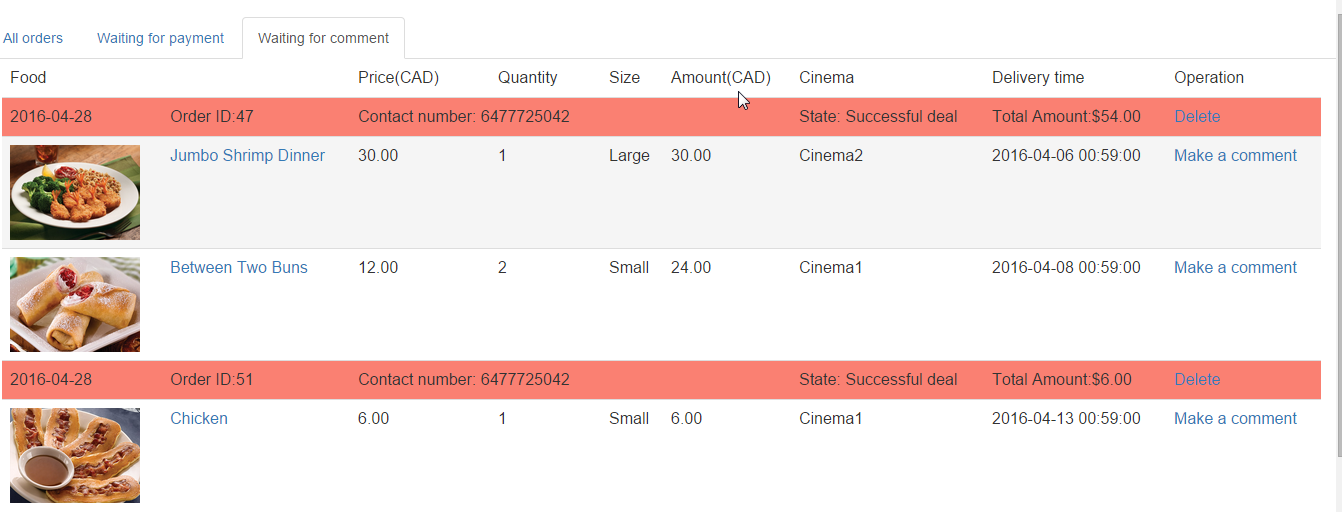 All orders Waiting for payment Waiting for comment
Food Price(CAD) Quantity Size Amount(CAD) Cinema Delivery time Operation
2016-04-28 Order ID:47 Contact number: 6477725042 State: Successful deal Total Amount:$54.00 Delete
Jumbo Shrimp Dinner 30.00 1 Large 30.00 Cinema2 2016-04-06 00:59:00 Make a comment
Between Two Buns 12.00 2 Small 24.00 Cinema1 2016-04-08 00:59:00 Make a comment
2016-04-28 Order ID:51 Contact number: 6477725042 State: Successful deal Total Amount:$6.00 Delete
Chicken 6.00 1 Small 6.00 Cinema1 2016-04-13 00:59:00 Make a comment